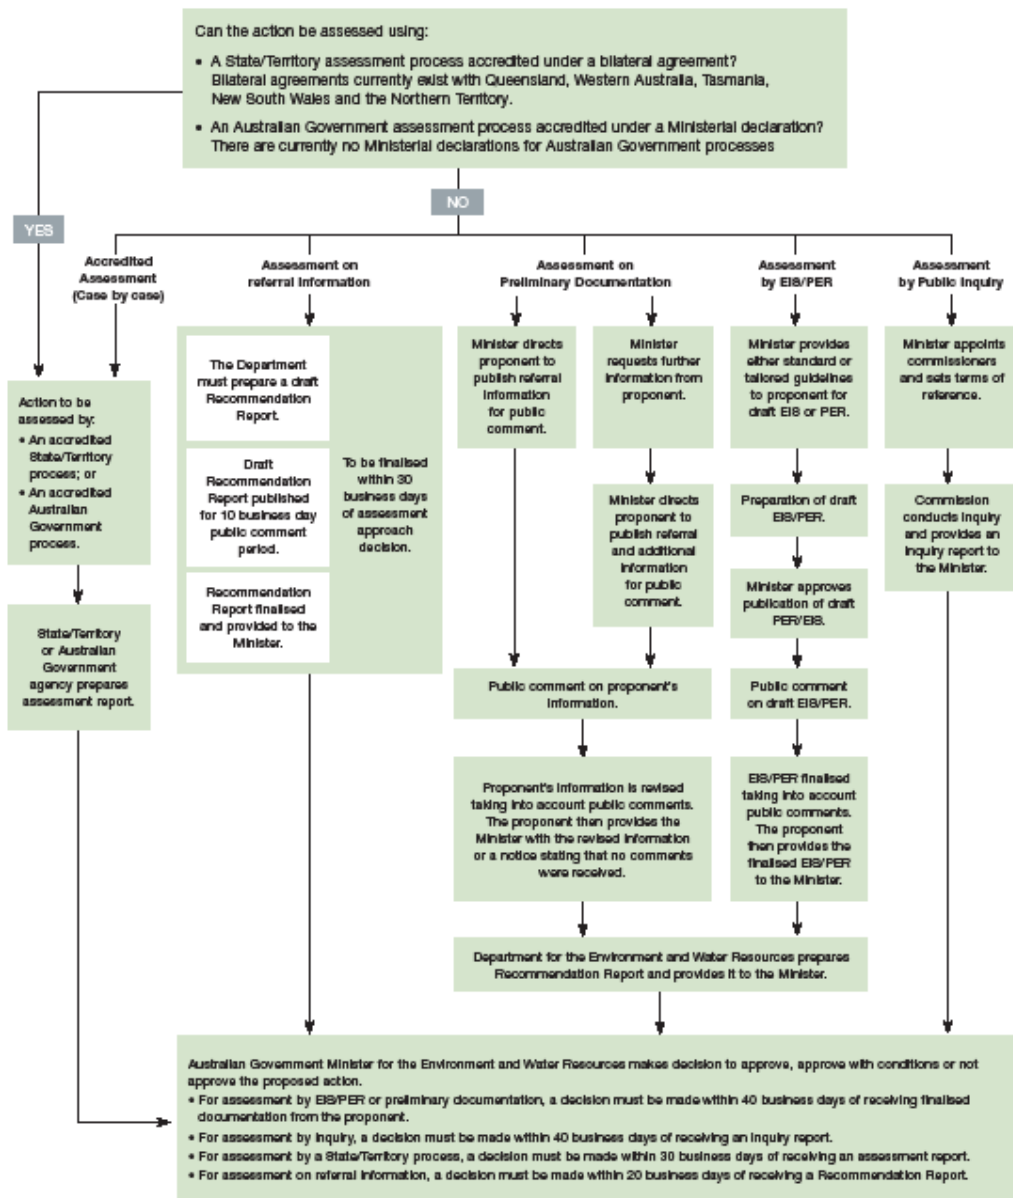 Can the action be assessed using:
• A State/Territory assessment process accredited under a bilateral agreement?
Bilateral agreements currently exist with Queensland, Western Australia, Tasmania,
New South Wales and the Northern Territory.
• An Australian Government assessment process accredited under a Ministerial declaration?
There are currently no Ministerial declarations for Australian Government processes
YES
NO
Accredited
Assessment
(Case by case)
Assessment on
referral information
Assessment on
Preliminary Documentation
Assessment
by EIS/PER
Assessment
by Public Inquiry
Action to be
assessed by:
• An accredited
State/Territory
process; or
• An accredited
Australian
Government
process.
State/Territory
or Australian
Government
agency prepares
assessment report.
The Department
must prepare a draft
Recommendation
Report.
Draft
Recommendation
Report published
for 10 business day
public comment
period.
Recommendation
Report finalised
and provided to the
Minister.
To be finalised
within 30
business days
of assessment
approach
decision.
Minister directs
proponent to
publish referral
information
for public
comment.
Minister
requests further
information from
proponent.
Minister directs
proponent to
publish referral
and additional
information
for public
comment.
Public comment on proponent's
information.
Proponent's information is revised
taking into account public comments.
The proponent then provides the
Minister with the revised information
or a notice stating that no comments
were received.
Minister provides
either standard or
tailored guidelines
to proponent for
draft EIS or PER.
Preparation of draft
EIS/PER.
Minister approves
publication of draft
PER/EIS.
Public comment
on draft EIS/PER.
EIS/PER finalised
taking into account
public comments.
The proponent
then provides the
finalised EIS/PER
to the Minister.
Minister appoints
commissioners
and sets terms of
reference.
Commission
conducts inquiry
and provides an
inquiry report to
the Minister.
Department for the Environment and Water Resources prepares
Recommendation Report and provides it to the Minister.
Australian Government Minister for the Environment and Water Resources makes decision to approve, approve with conditions or not
approve the proposed action.
• For assessment by EIS/PER or preliminary documentation, a decision must be made within 40 business days of receiving finalised
documentation from the proponent.
• For assessment by inquiry, a decision must be made within 40 business days of receiving an inquiry report.
• For assessment by a State/Territory process, a decision must be made within 30 business days of receiving an assessment report.
• For assessment on referral information, a decision must be made within 20 business days of receiving a Recommendation Report.